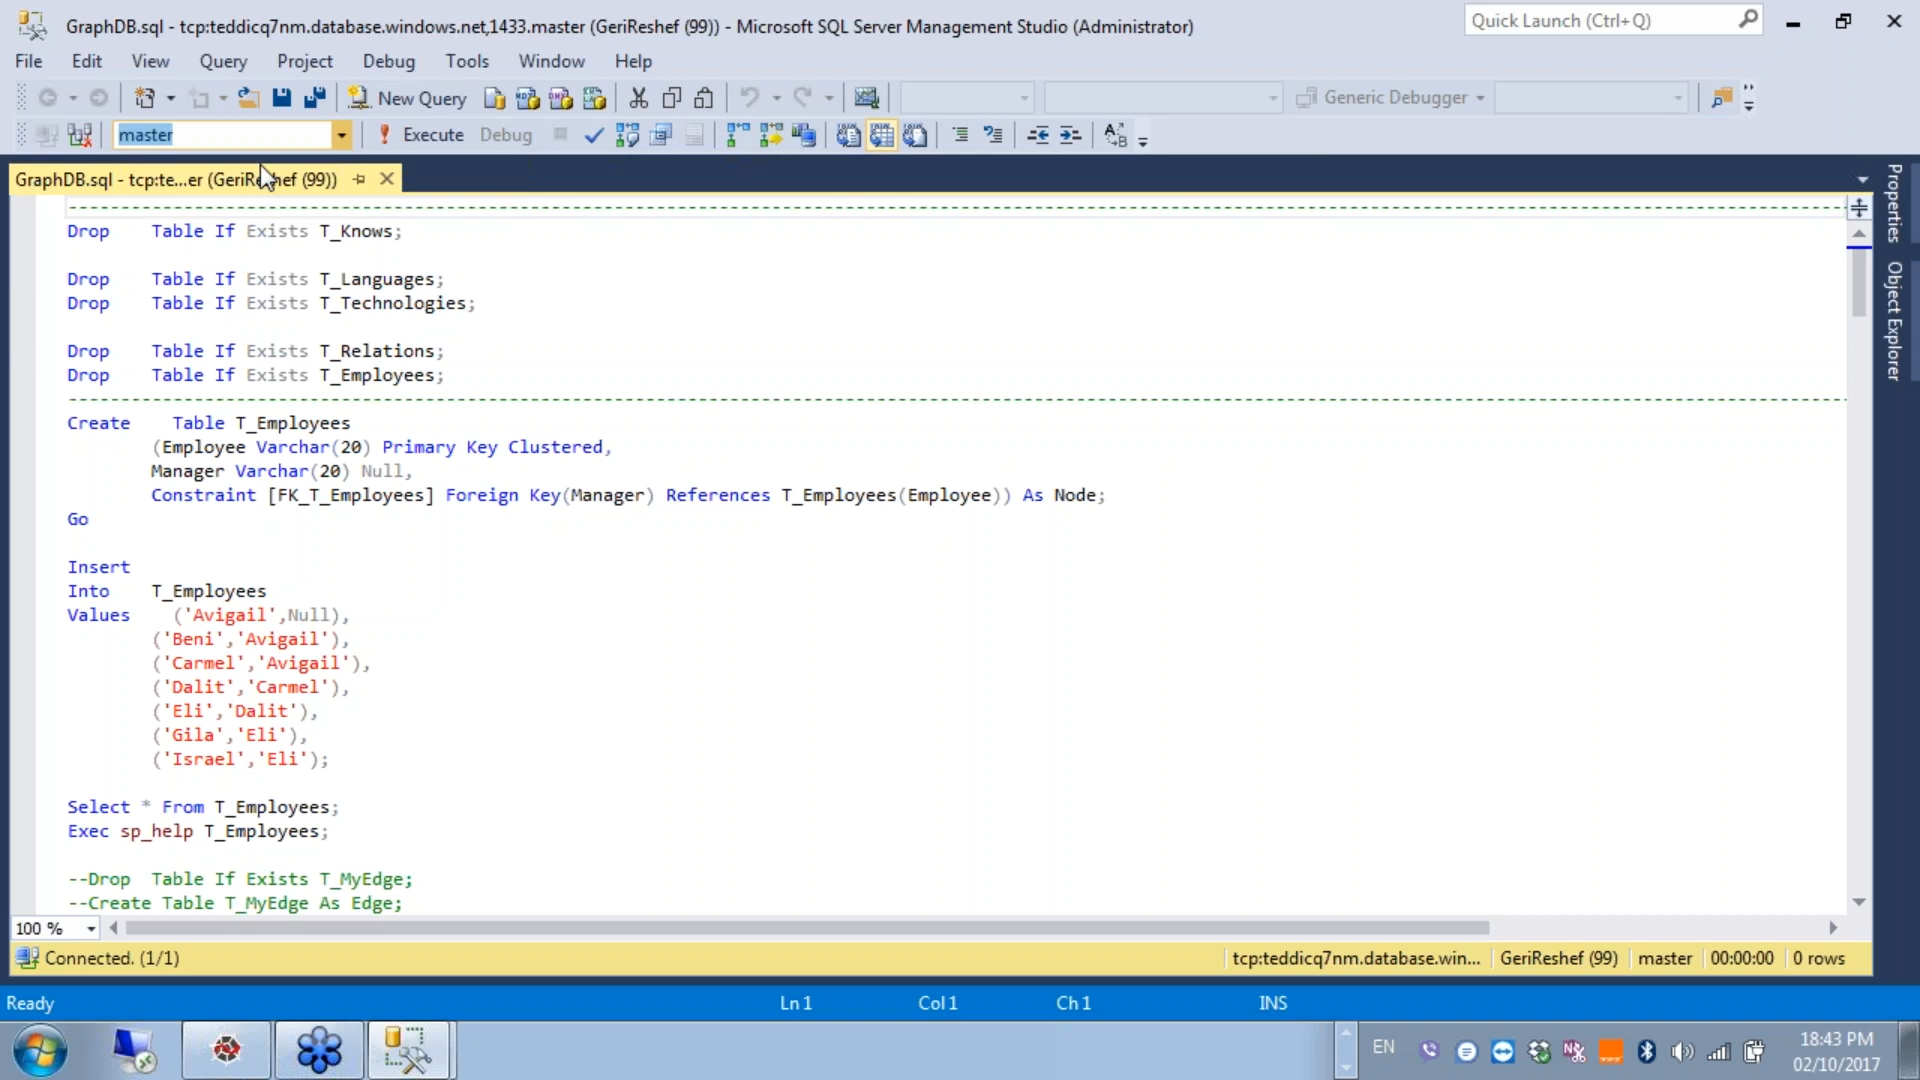 GraphDB.sql - tcp:teddicq7nm.database.windows.net,1433.master (GeriReshef (99)) - Microsoft SQL Server Management Studio (Administrator)
Quick Launch (Ctrl+Q)
File Edit View Query Project Debug Tools Window Help
New Query
Generic Debugger
master
Execute Debug
GraphDB.sql - tcp:te...er (GeriReshef (99))
Properties
Object Explorer
Drop Table If Exists T_Knows;
Drop Table If Exists T_Languages;
Drop Table If Exists T_Technologies;
Drop Table If Exists T_Relations;
Drop Table If Exists T_Employees;
Create Table T_Employees
(Employee Varchar(20) Primary Key Clustered,
Manager Varchar(20) Null,
Constraint [FK_T_Employees] Foreign Key(Manager) References T_Employees(Employee)) As Node;
Go
Insert
Into T_Employees
Values ('Avigail',Null),
('Beni','Avigail'),
('Carmel','Avigail'),
('Dalit','Carmel'),
('Eli','Dalit'),
('Gila','Eli'),
('Israel','Eli');
Select * From T_Employees;
Exec sp_help T_Employees;
--Drop Table If Exists T_MyEdge;
--Create Table T_MyEdge As Edge;
100 %
Connected. (1/1)
tcp:teddicq7nm.database.win... GeriReshef (99) master 00:00:00 0 rows
Ready Ln 1 Col 1 Ch 1 INS
EN
18:43 PM
02/10/2017